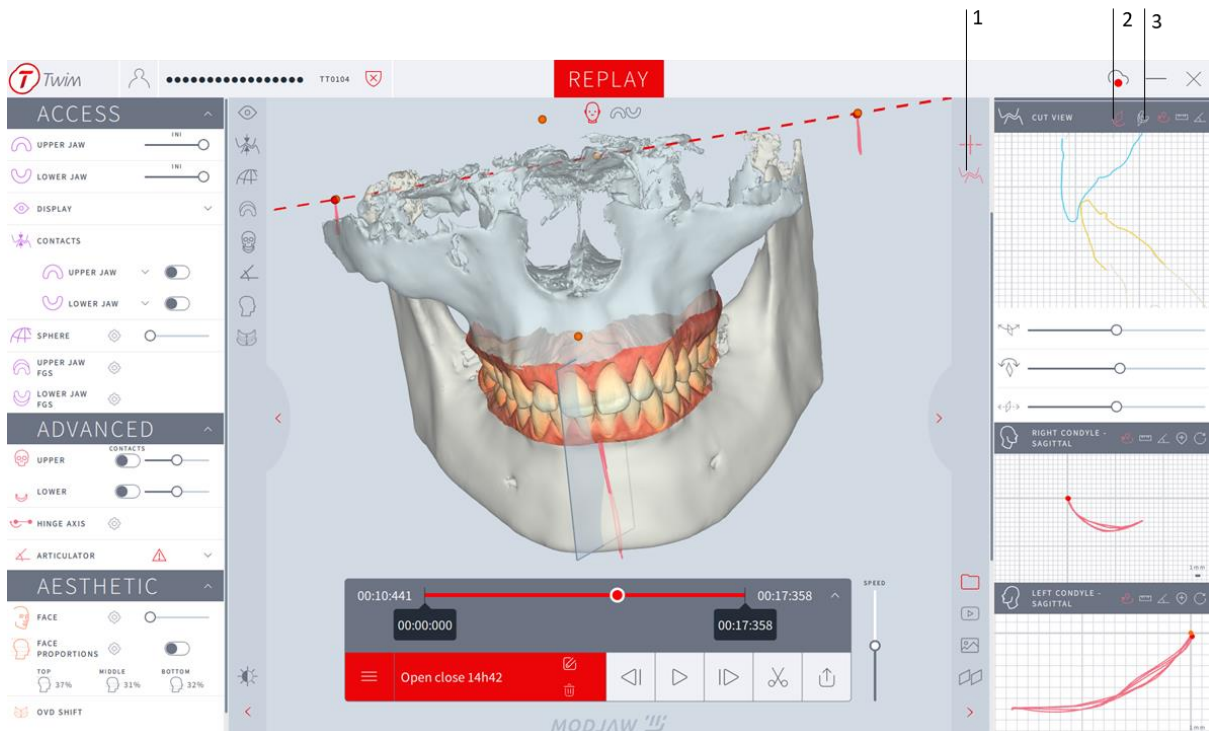 1 2 3
Twim
TT0104
REPLAY
ACCESS
INI
UPPER JAW
INI
LOWER JAW
DISPLAY
CONTACTS
UPPER JAW
LOWER JAW
SPHERE
UPPER JAW
FGS
LOWER JAW
FGS
ADVANCED
CONTACTS
UPPER
LOWER
HINGE AXIS
ARTICULATOR
AESTHETIC
FACE
FACE
PROPORTIONS
TOP MIDDLE BOTTOM
37% 31% 32%
OVD SHIFT
00:10:441
00:17:358
00:00:000
00:17:358
SPEED
Open close 14h42
MODJAW
CUT VIEW
RIGHT CONDYLE -
SAGITTAL
1mm
LEFT CONDYLE -
SAGITTAL
1mm